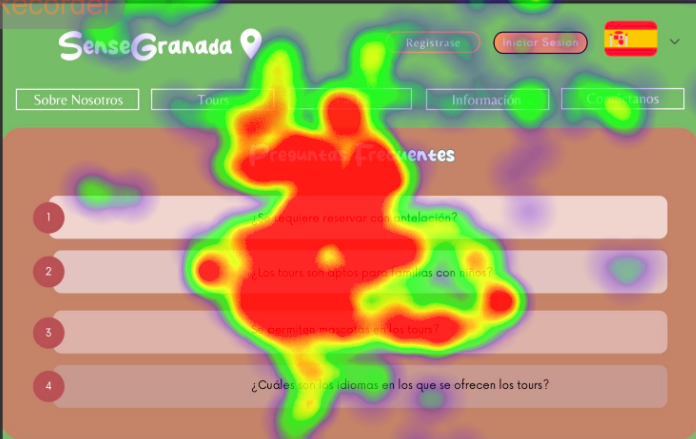 Recorder
SenseGranada
Registrase
Iniciar Sesión
Sobre Nosotros
Tours
Información
Contáctanos
Preguntas Frecuentes
1
¿Se requiere reservar con antelación?
2
¿Los tours son aptos para familias con niños?
3
Se permiten mascotas en los tours?
4
¿Cuáles son los idiomas en los que se ofrecen los tours?